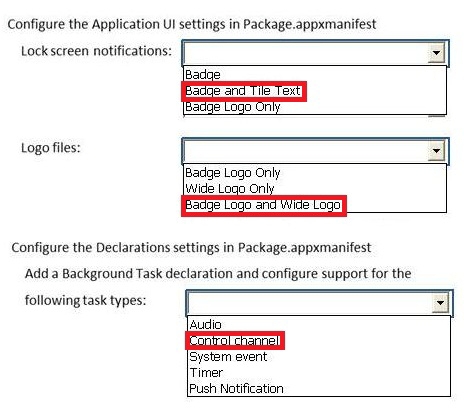 Configure the Application UI settings in Package.appxmanifest
Lock screen notifications:
Badge
Badge and Tile Text
Badge Logo Only
Logo files:
Badge Logo Only
Wide Logo Only
Badge Logo and Wide Logo
Configure the Declarations settings in Package.appxmanifest
Add a Background Task declaration and configure support for the
following task types:
Audio
Control channel
System event
Timer
Push Notification